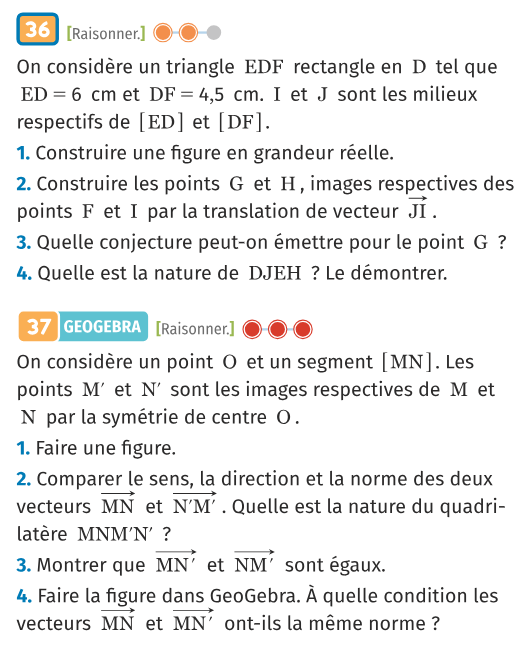 36 [Raisonner.]
On considère un triangle EDF rectangle en D tel que
ED = 6 cm et DF = 4,5 cm. I et J sont les milieux
respectifs de [ED] et [DF].
1. Construire une figure en grandeur réelle.
2. Construire les points G et H, images respectives des
points F et I par la translation de vecteur J⃗I⃗.
3. Quelle conjecture peut-on émettre pour le point G ?
4. Quelle est la nature de DJEH ? Le démontrer.
37 GEOGEBRA [Raisonner.]
On considère un point O et un segment [MN]. Les
points M′ et N′ sont les images respectives de M et
N par la symétrie de centre O.
1. Faire une figure.
2. Comparer le sens, la direction et la norme des deux
vecteurs M⃗N⃗ et N⃗′M⃗′. Quelle est la nature du quadri-
latère MNM′N′ ?
3. Montrer que M⃗N⃗′ et N⃗M⃗′ sont égaux.
4. Faire la figure dans GeoGebra. À quelle condition les
vecteurs M⃗N⃗ et M⃗N⃗′ ont-ils la même norme ?